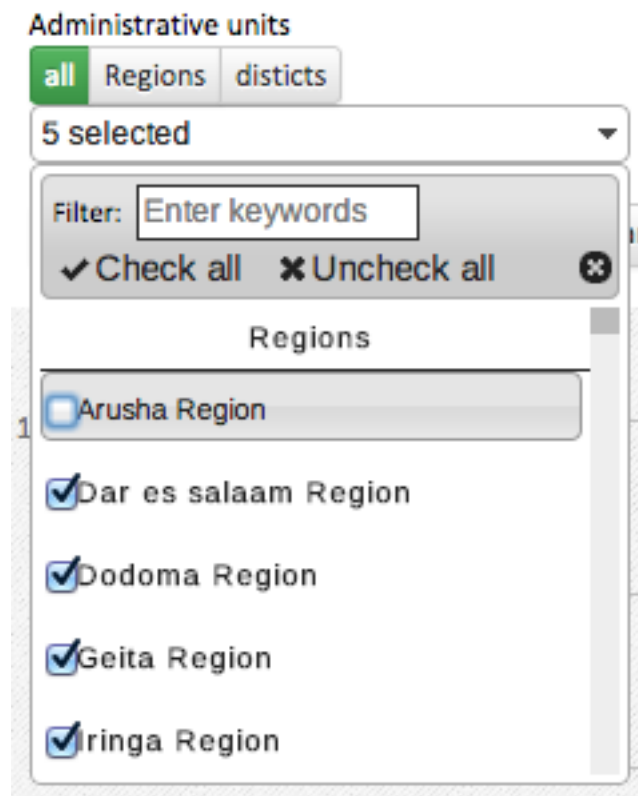 Administrative units
all Regions disticts
5 selected
Filter: Enter keywords
Check all Uncheck all
Regions
Arusha Region
1
Dar es salaam Region
Dodoma Region
Geita Region
Iringa Region